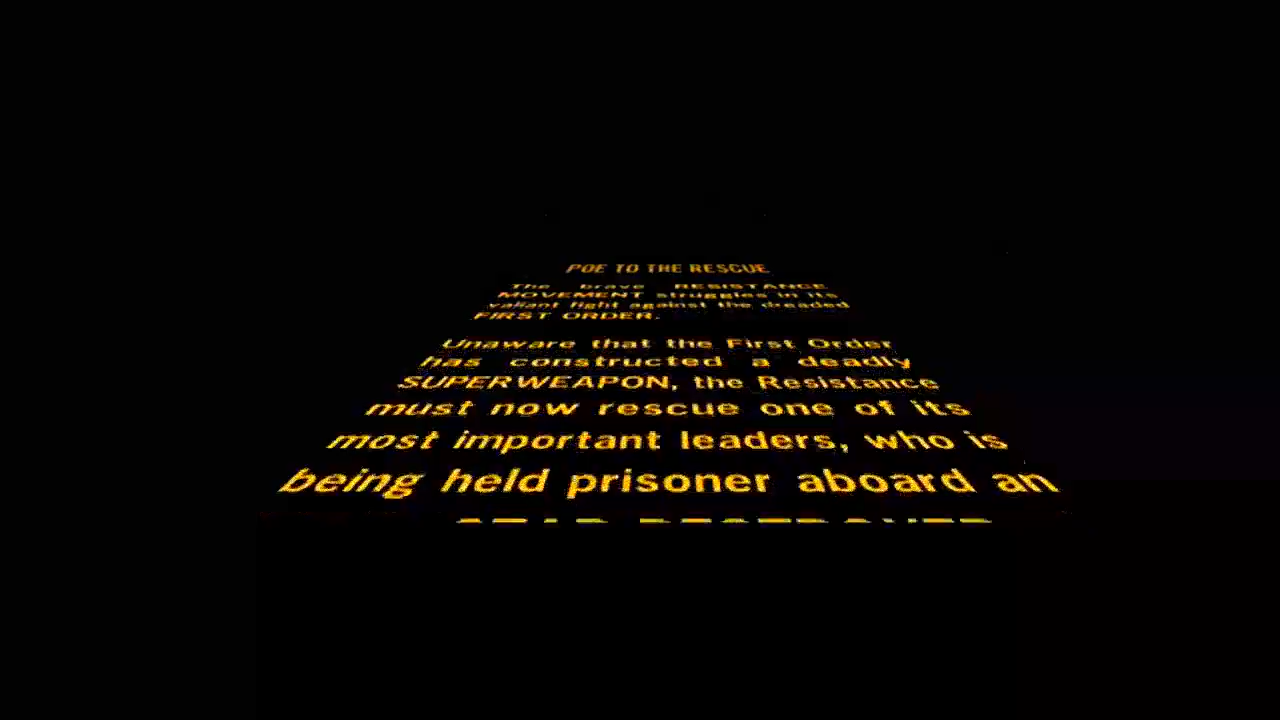 POE TO THE RESCUE
The brave RESISTANCE
MOVEMENT struggles in its
valiant fight against the dreaded
FIRST ORDER.
Unaware that the First Order
has constructed a deadly
SUPERWEAPON, the Resistance
must now rescue one of its
most important leaders, who is
being held prisoner aboard an